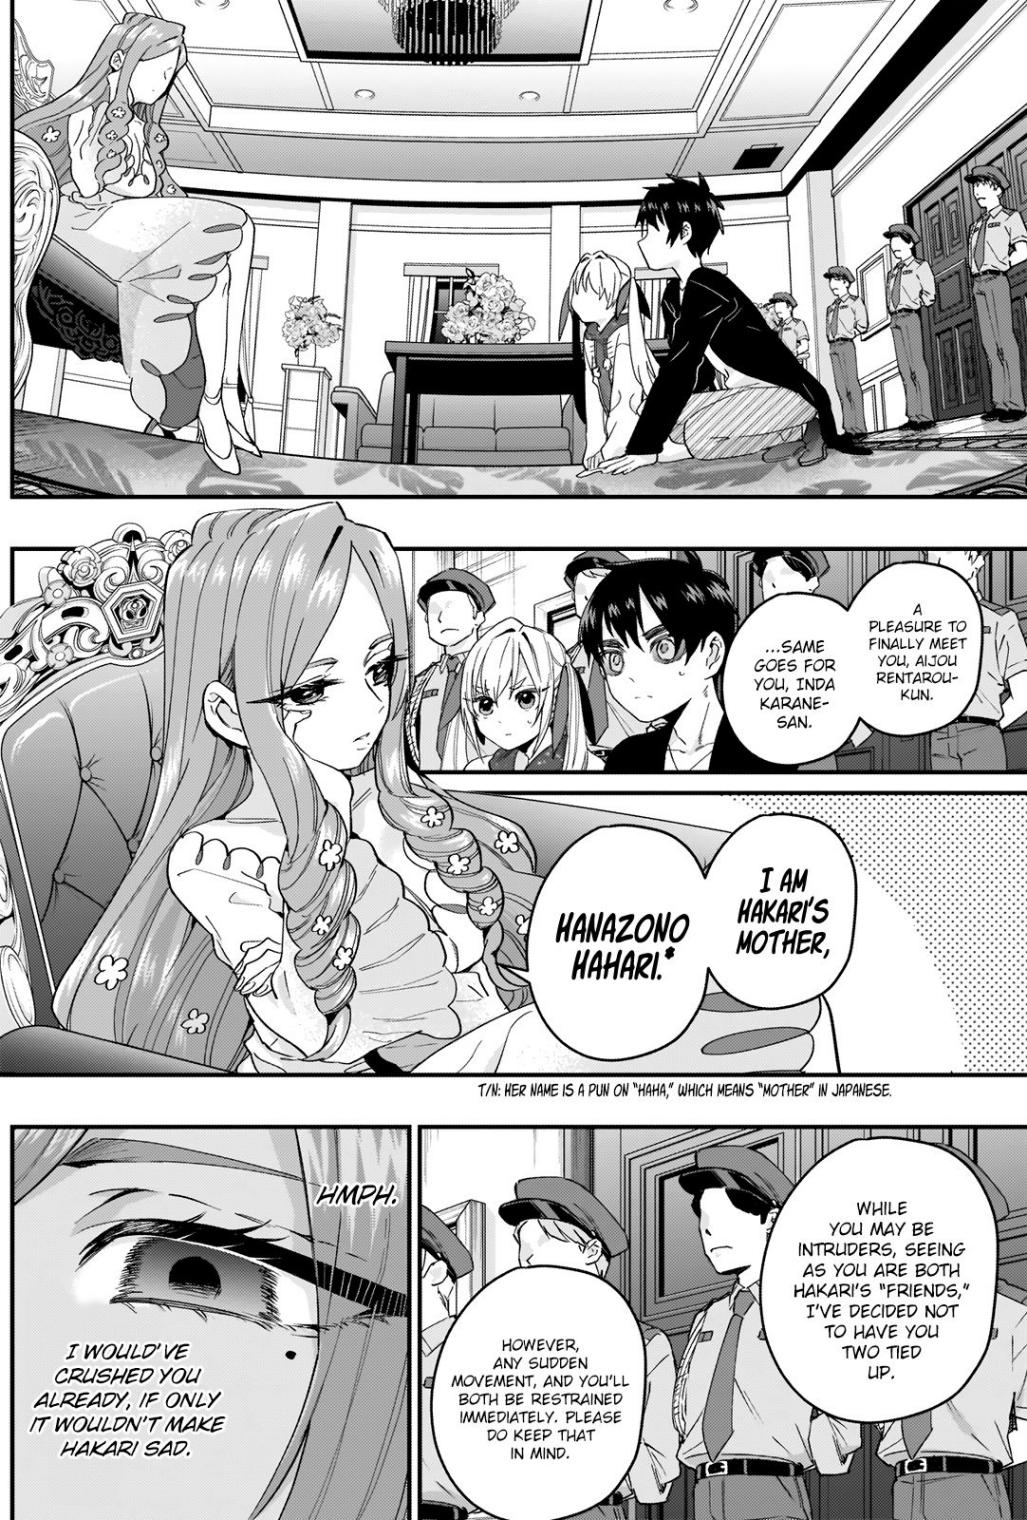 A
PLEASURE TO
FINALLY MEET
YOU, AIJOU
RENTAROU-
KUN.
...SAME
GOES FOR
YOU, INDA
KARANE-
SAN.
I AM
HAKARI'S
MOTHER,
HANAZONO
HAHARI.*
T/N: HER NAME IS A PUN ON "HAHA," WHICH MEANS "MOTHER" IN JAPANESE.
WHILE
YOU MAY BE
INTRUDERS, SEEING
AS YOU ARE BOTH
HAKARI'S "FRIENDS,"
I'VE DECIDED NOT
TO HAVE YOU
TWO TIED
UP.
HOWEVER,
ANY SUDDEN
MOVEMENT, AND YOU'LL
BOTH BE RESTRAINED
IMMEDIATELY. PLEASE
DO KEEP THAT
IN MIND.
HMPH.
I WOULD'VE
CRUSHED YOU
ALREADY, IF ONLY
IT WOULDN'T MAKE
HAKARI SAD.